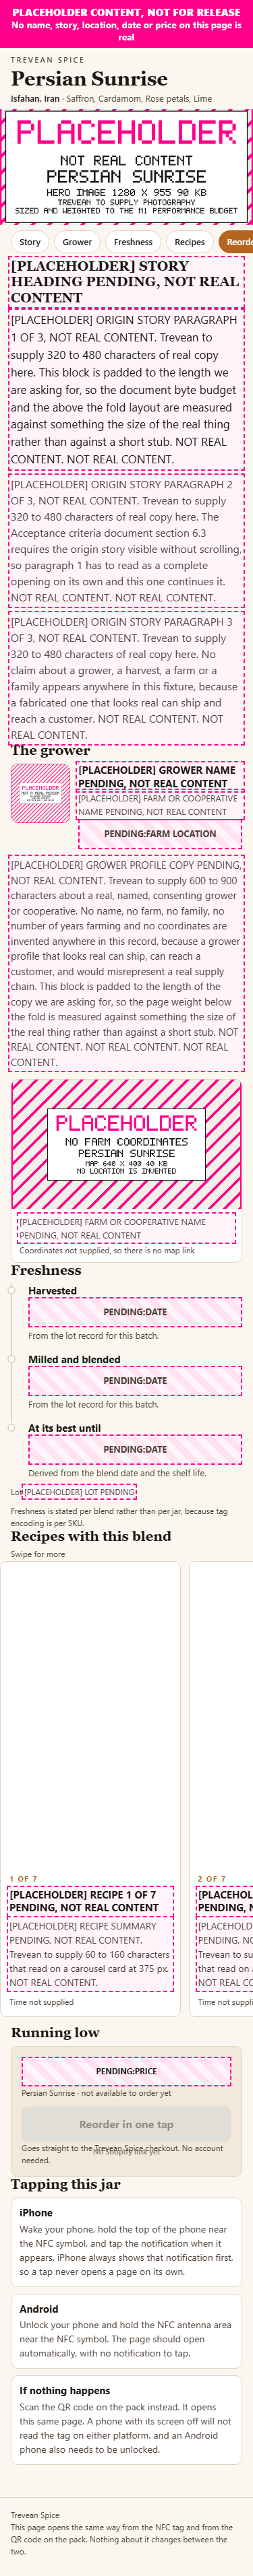 PLACEHOLDER CONTENT, NOT FOR RELEASE
No name, story, location, date or price on this page is
real
TREVEAN SPICE
Persian Sunrise
Isfahan, Iran · Saffron, Cardamom, Rose petals, Lime
PLACEHOLDER
NOT REAL CONTENT
PERSIAN SUNRISE
HERO IMAGE 1280 X 955 90 KB
TREVEAN TO SUPPLY PHOTOGRAPHY
SIZED AND WEIGHTED TO THE M1 PERFORMANCE BUDGET
Story
Grower
Freshness
Recipes
Reorde
[PLACEHOLDER] STORY
HEADING PENDING, NOT REAL
CONTENT
[PLACEHOLDER] ORIGIN STORY PARAGRAPH
1 OF 3, NOT REAL CONTENT. Trevean to
supply 320 to 480 characters of real copy
here. This block is padded to the length we
are asking for, so the document byte budget
and the above the fold layout are measured
against something the size of the real thing
rather than against a short stub. NOT REAL
CONTENT. NOT REAL CONTENT.
[PLACEHOLDER] ORIGIN STORY PARAGRAPH 2
OF 3, NOT REAL CONTENT. Trevean to supply
320 to 480 characters of real copy here. The
Acceptance criteria document section 6.3
requires the origin story visible without scrolling,
so paragraph 1 has to read as a complete
opening on its own and this one continues it.
NOT REAL CONTENT. NOT REAL CONTENT.
[PLACEHOLDER] ORIGIN STORY PARAGRAPH 3
OF 3, NOT REAL CONTENT. Trevean to supply
320 to 480 characters of real copy here. No
claim about a grower, a harvest, a farm or a
family appears anywhere in this fixture, because
a fabricated one that looks real can ship and
reach a customer. NOT REAL CONTENT. NOT
REAL CONTENT.
The grower
PLACEHOLDER
NOT A REAL PERSON
[PLACEHOLDER] GROWER NAME
PENDING, NOT REAL CONTENT
[PLACEHOLDER] FARM OR COOPERATIVE
NAME PENDING, NOT REAL CONTENT
PENDING:FARM LOCATION
[PLACEHOLDER] GROWER PROFILE COPY PENDING,
NOT REAL CONTENT. Trevean to supply 600 to 900
characters about a real, named, consenting grower
or cooperative. No name, no farm, no family, no
number of years farming and no coordinates are
invented anywhere in this record, because a grower
profile that looks real can ship, can reach a
customer, and would misrepresent a real supply
chain. This block is padded to the length of the
copy we are asking for, so the page weight below
the fold is measured against something the size of
the real thing rather than against a short stub. NOT
REAL CONTENT. NOT REAL CONTENT. NOT REAL
CONTENT.
PLACEHOLDER
NO FARM COORDINATES
PERSIAN SUNRISE
MAP 640 X 400 40 KB
NO LOCATION IS INVENTED
[PLACEHOLDER] FARM OR COOPERATIVE NAME
PENDING, NOT REAL CONTENT
Coordinates not supplied, so there is no map link
Freshness
Harvested
PENDING:DATE
From the lot record for this batch.
Milled and blended
PENDING:DATE
From the lot record for this batch.
At its best until
PENDING:DATE
Derived from the blend date and the shelf life.
Lot [PLACEHOLDER] LOT PENDING
Freshness is stated per blend rather than per jar, because tag
encoding is per SKU.
Recipes with this blend
Swipe for more
1 OF 7
[PLACEHOLDER] RECIPE 1 OF 7
PENDING, NOT REAL CONTENT
[PLACEHOLDER] RECIPE SUMMARY
PENDING, NOT REAL CONTENT.
Trevean to supply 60 to 160 characters
that read on a carousel card at 375 px.
NOT REAL CONTENT.
Time not supplied
2 OF 7
[PLACEHOL
PENDING, N
[PLACEHOLD
PENDING, NO
Trevean to su
that read on a
NOT REAL CO
Time not suppli
Running low
PENDING:PRICE
Persian Sunrise · not available to order yet
Reorder in one tap
No Shopify link yet
Goes straight to the Trevean Spice checkout. No account
needed.
Tapping this jar
iPhone
Wake your phone, hold the top of the phone near
the NFC symbol, and tap the notification when it
appears. iPhone always shows that notification first,
so a tap never opens a page on its own.
Android
Unlock your phone and hold the NFC antenna area
near the NFC symbol. The page should open
automatically, with no notification to tap.
If nothing happens
Scan the QR code on the pack instead. It opens
this same page. A phone with its screen off will not
read the tag on either platform, and an Android
phone also needs to be unlocked.
Trevean Spice
This page opens the same way from the NFC tag and from the
QR code on the pack. Nothing about it changes between the
two.